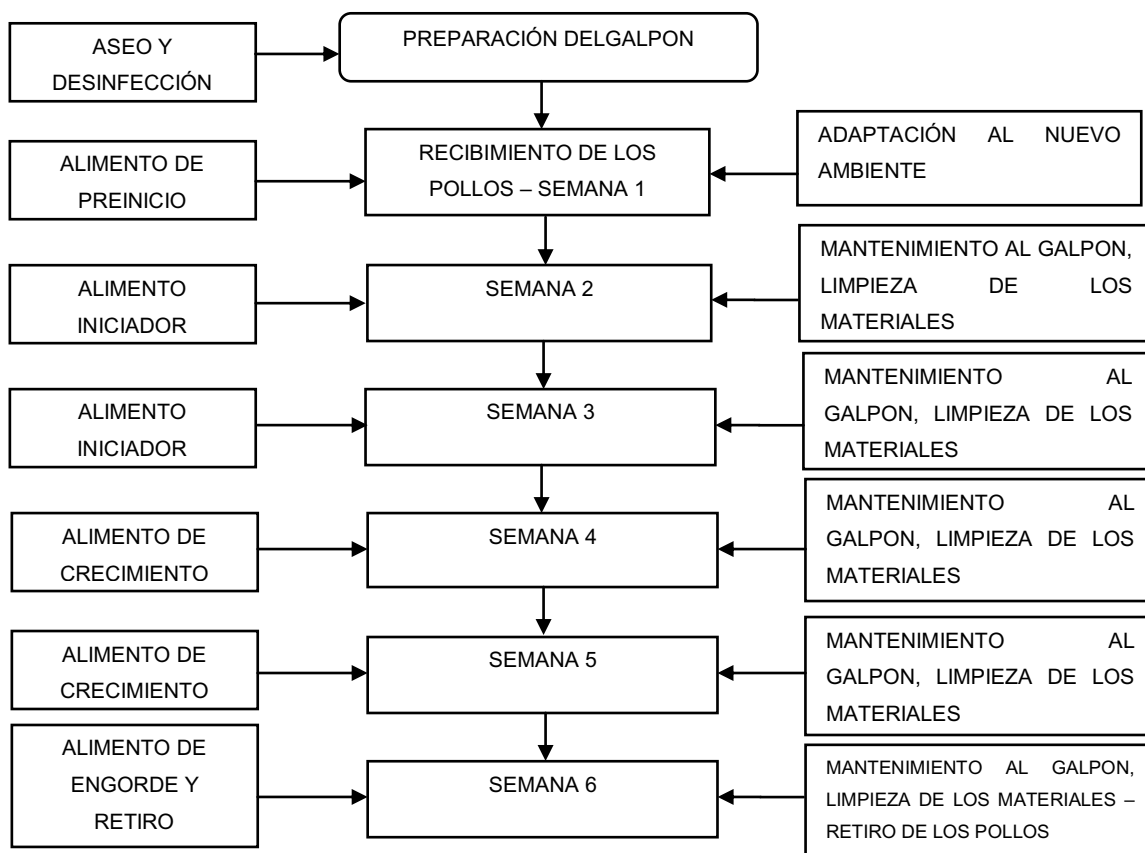 ASEO Y
DESINFECCIÓN
PREPARACIÓN DELGALPON
ALIMENTO DE
PREINICIO
RECIBIMIENTO DE LOS
POLLOS – SEMANA 1
ADAPTACIÓN AL NUEVO
AMBIENTE
ALIMENTO
INICIADOR
SEMANA 2
MANTENIMIENTO AL GALPON,
LIMPIEZA DE LOS
MATERIALES
ALIMENTO
INICIADOR
SEMANA 3
MANTENIMIENTO AL
GALPON, LIMPIEZA DE LOS
MATERIALES
ALIMENTO DE
CRECIMIENTO
SEMANA 4
MANTENIMIENTO AL
GALPON, LIMPIEZA DE LOS
MATERIALES
ALIMENTO DE
CRECIMIENTO
SEMANA 5
MANTENIMIENTO AL
GALPON, LIMPIEZA DE LOS
MATERIALES
ALIMENTO DE
ENGORDE Y
RETIRO
SEMANA 6
MANTENIMIENTO AL GALPON,
LIMPIEZA DE LOS MATERIALES –
RETIRO DE LOS POLLOS